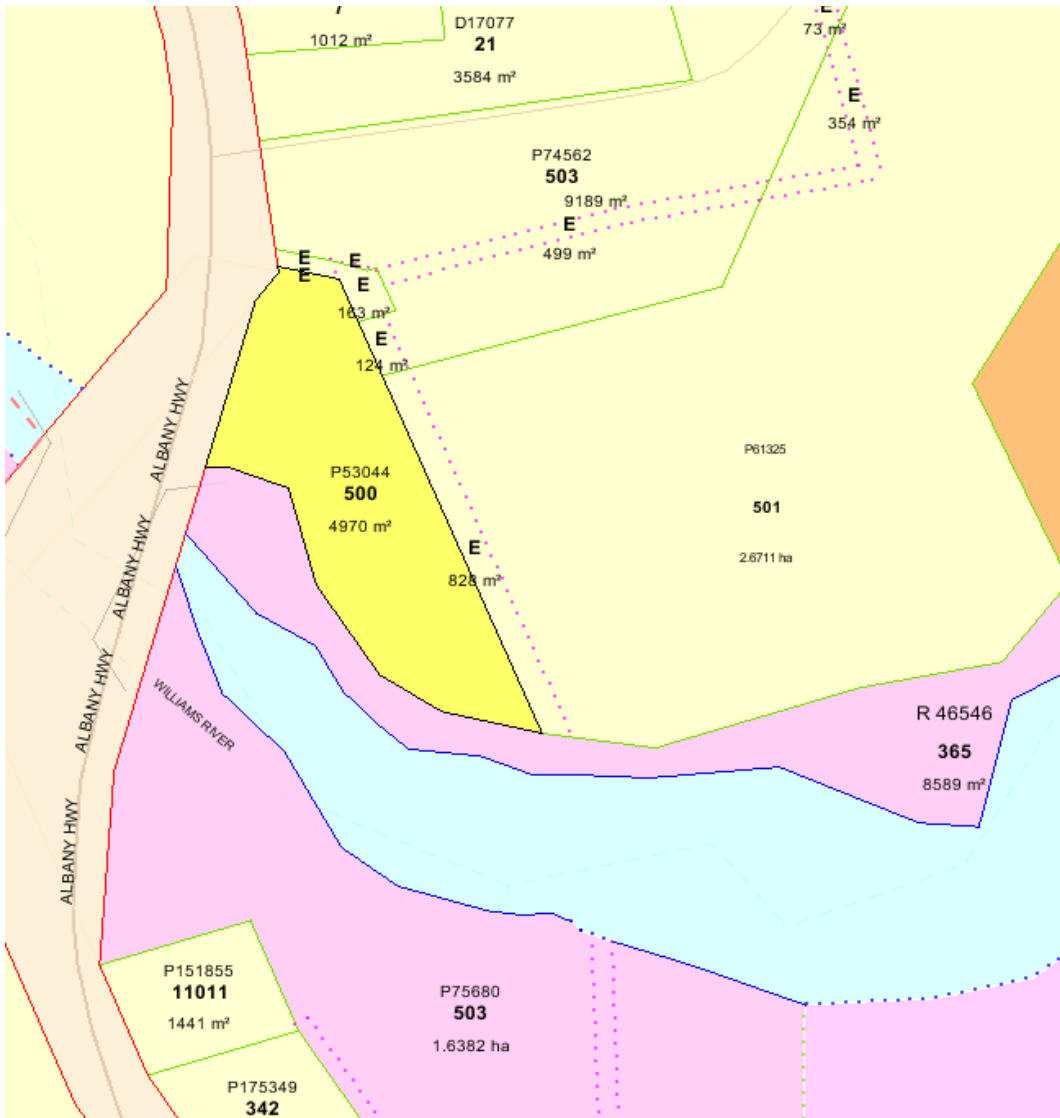 7
1012 m²
D17077
21
3584 m²
E
73 m²
E
354 m²
P74562
503
9189 m²
E
499 m²
E
E
E
E
163 m²
E
124 m²
P53044
500
4970 m²
E
828 m²
P61325
501
2.6711 ha
ALBANY HWY
ALBANY HWY
ALBANY HWY
ALBANY HWY
WILLIAMS RIVER
R 46546
365
8589 m²
P151855
11011
1441 m²
P75680
503
1.6382 ha
P175349
342